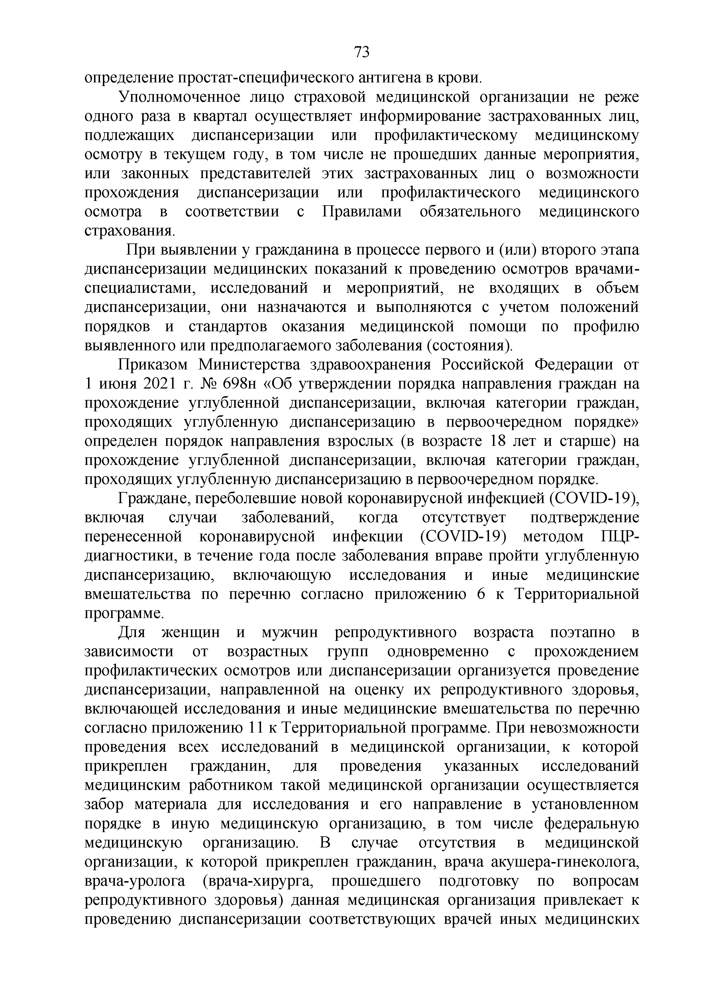 73
определение простат-специфического антигена в крови.
Уполномоченное лицо страховой медицинской организации не реже
одного раза в квартал осуществляет информирование застрахованных лиц,
подлежащих диспансеризации или профилактическому медицинскому
осмотру в текущем году, в том числе не прошедших данные мероприятия,
или законных представителей этих застрахованных лиц о возможности
прохождения диспансеризации или профилактического медицинского
осмотра в соответствии с Правилами обязательного медицинского
страхования.
При выявлении у гражданина в процессе первого и (или) второго этапа
диспансеризации медицинских показаний к проведению осмотров врачами-
специалистами, исследований и мероприятий, не входящих в объем
диспансеризации, они назначаются и выполняются с учетом положений
порядков и стандартов оказания медицинской помощи по профилю
выявленного или предполагаемого заболевания (состояния).
Приказом Министерства здравоохранения Российской Федерации от
1 июня 2021 г. № 698н «Об утверждении порядка направления граждан на
прохождение углубленной диспансеризации, включая категории граждан,
проходящих углубленную диспансеризацию в первоочередном порядке»
определен порядок направления взрослых (в возрасте 18 лет и старше) на
прохождение углубленной диспансеризации, включая категории граждан,
проходящих углубленную диспансеризацию в первоочередном порядке.
Граждане, переболевшие новой коронавирусной инфекцией (COVID-19),
включая случаи заболеваний, когда отсутствует подтверждение
перенесенной коронавирусной инфекции (COVID-19) методом ПЦР-
диагностики, в течение года после заболевания вправе пройти углубленную
диспансеризацию, включающую исследования и иные медицинские
вмешательства по перечню согласно приложению 6 к Территориальной
программе.
Для женщин и мужчин репродуктивного возраста поэтапно в
зависимости от возрастных групп одновременно с прохождением
профилактических осмотров или диспансеризации организуется проведение
диспансеризации, направленной на оценку их репродуктивного здоровья,
включающей исследования и иные медицинские вмешательства по перечню
согласно приложению 11 к Территориальной программе. При невозможности
проведения всех исследований в медицинской организации, к которой
прикреплен гражданин, для проведения указанных исследований
медицинским работником такой медицинской организации осуществляется
забор материала для исследования и его направление в установленном
порядке в иную медицинскую организацию, в том числе федеральную
медицинскую организацию. В случае отсутствия в медицинской
организации, к которой прикреплен гражданин, врача акушера-гинеколога,
врача-уролога (врача-хирурга, прошедшего подготовку по вопросам
репродуктивного здоровья) данная медицинская организация привлекает к
проведению диспансеризации соответствующих врачей иных медицинских